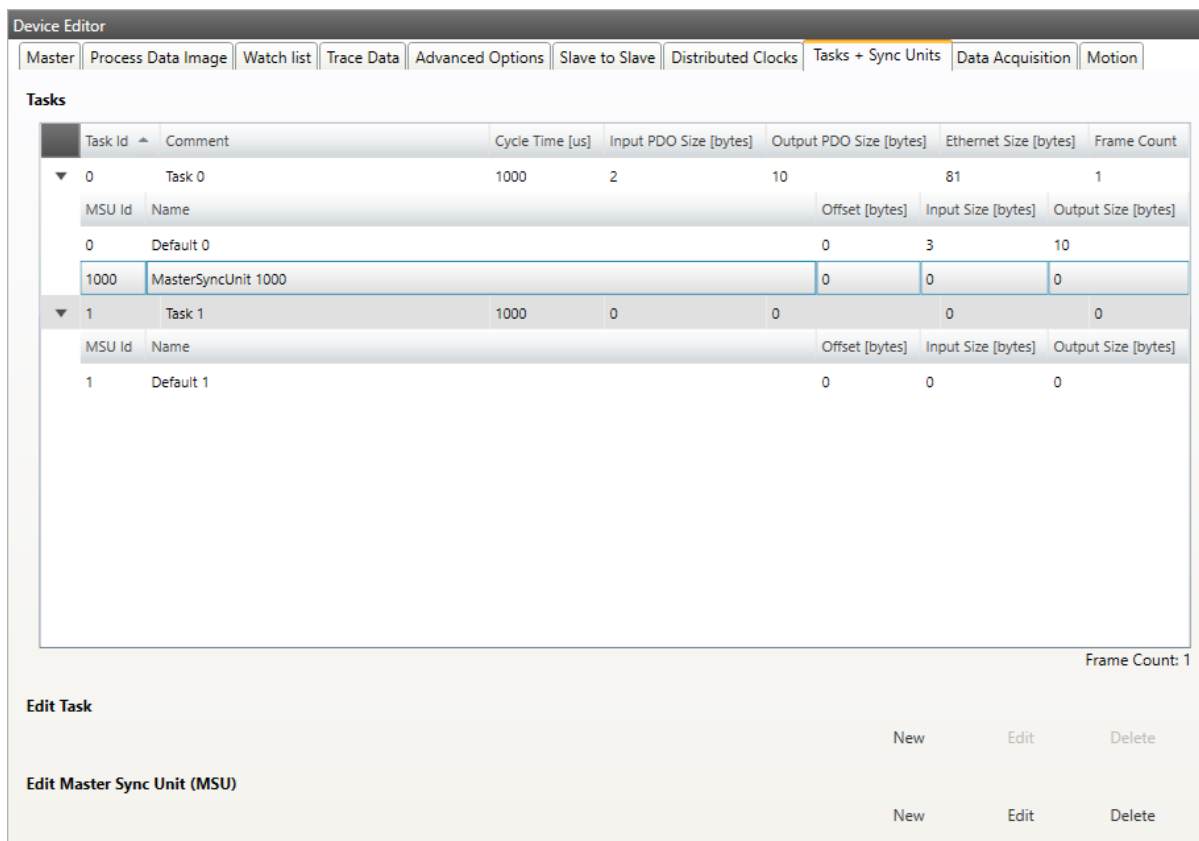 Device Editor
Master Process Data Image Watch list Trace Data Advanced Options Slave to Slave Distributed Clocks Tasks + Sync Units Data Acquisition Motion
Tasks
Task Id Comment Cycle Time [us] Input PDO Size [bytes] Output PDO Size [bytes] Ethernet Size [bytes] Frame Count
0 Task 0 1000 2 10 81 1
MSU Id Name Offset [bytes] Input Size [bytes] Output Size [bytes]
0 Default 0 0 3 10
1000 MasterSyncUnit 1000 0 0 0
1 Task 1 1000 0 0 0 0
MSU Id Name Offset [bytes] Input Size [bytes] Output Size [bytes]
1 Default 1 0 0 0
Frame Count: 1
Edit Task
New Edit Delete
Edit Master Sync Unit (MSU)
New Edit Delete